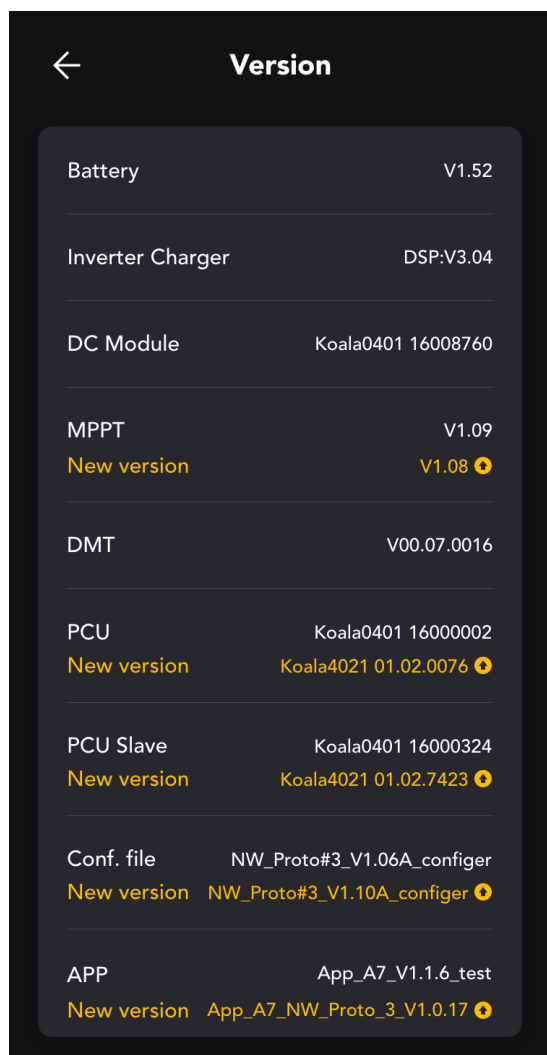 Version
Battery V1.52
Inverter Charger DSP:V3.04
DC Module Koala0401 16008760
MPPT V1.09
New version V1.08
DMT V00.07.0016
PCU Koala0401 16000002
New version Koala4021 01.02.0076
PCU Slave Koala0401 16000324
New version Koala4021 01.02.7423
Conf. file NW_Proto#3_V1.06A_configer
New version NW_Proto#3_V1.10A_configer
APP App_A7_V1.1.6_test
New version App_A7_NW_Proto_3_V1.0.17